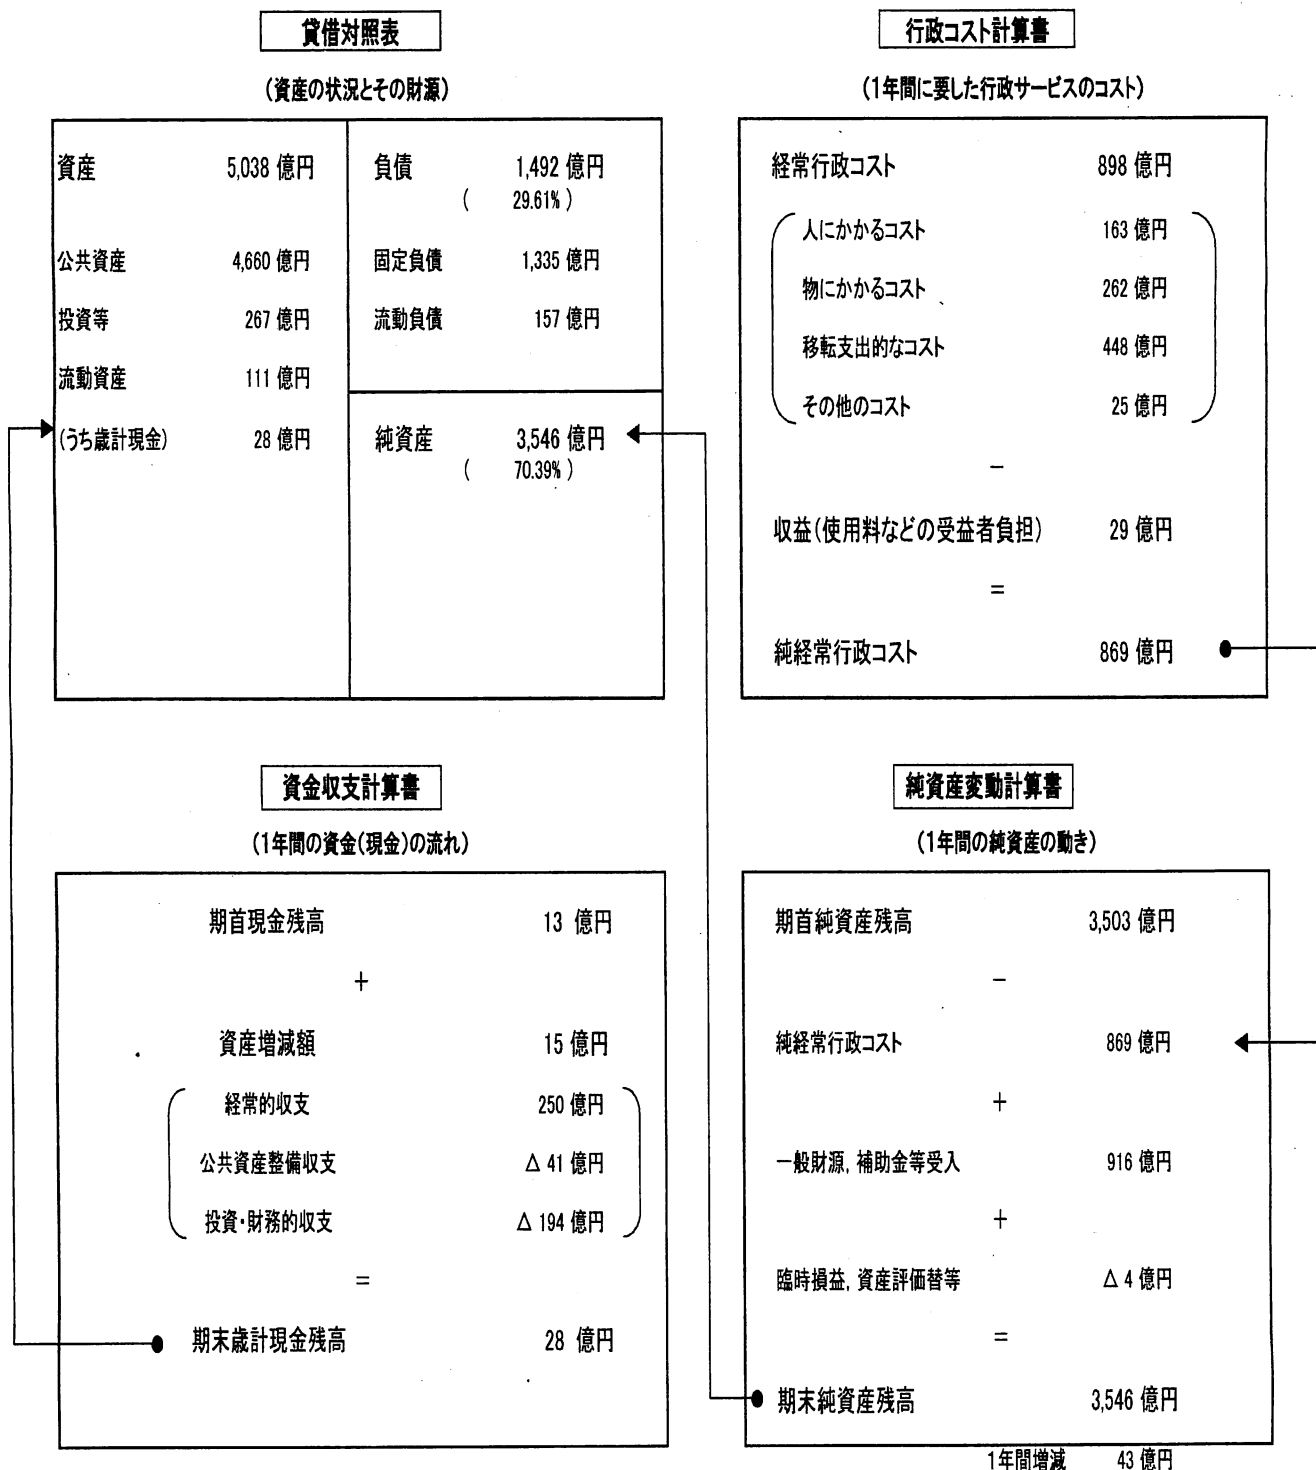 貸借対照表
(資産の状況とその財源)
資産 5,038 億円
公共資産 4,660 億円
投資等 267 億円
流動資産 111 億円
(うち歳計現金) 28 億円
負債 1,492 億円
( 29.61% )
固定負債 1,335 億円
流動負債 157 億円
純資産 3,546 億円
( 70.39% )
行政コスト計算書
(1年間に要した行政サービスのコスト)
経常行政コスト 898 億円
人にかかるコスト 163 億円
物にかかるコスト 262 億円
移転支出的なコスト 448 億円
その他のコスト 25 億円
−
収益(使用料などの受益者負担) 29 億円
=
純経常行政コスト 869 億円
資金収支計算書
(1年間の資金(現金)の流れ)
期首現金残高 13 億円
+
資産増減額 15 億円
経常的収支 250 億円
公共資産整備収支 △ 41 億円
投資・財務的収支 △ 194 億円
=
期末歳計現金残高 28 億円
純資産変動計算書
(1年間の純資産の動き)
期首純資産残高 3,503 億円
−
純経常行政コスト 869 億円
+
一般財源, 補助金等受入 916 億円
+
臨時損益, 資産評価替等 △ 4 億円
=
期末純資産残高 3,546 億円
1年間増減 43 億円